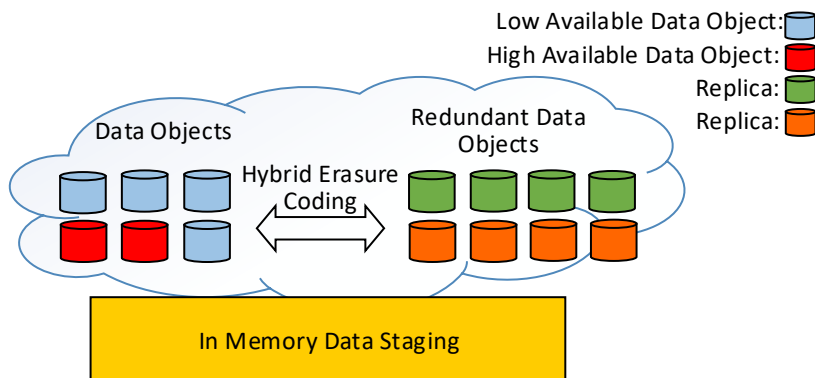 Low Available Data Object:
High Available Data Object:
Replica:
Replica:
Data Objects
Redundant Data
Objects
Hybrid Erasure
Coding
In Memory Data Staging